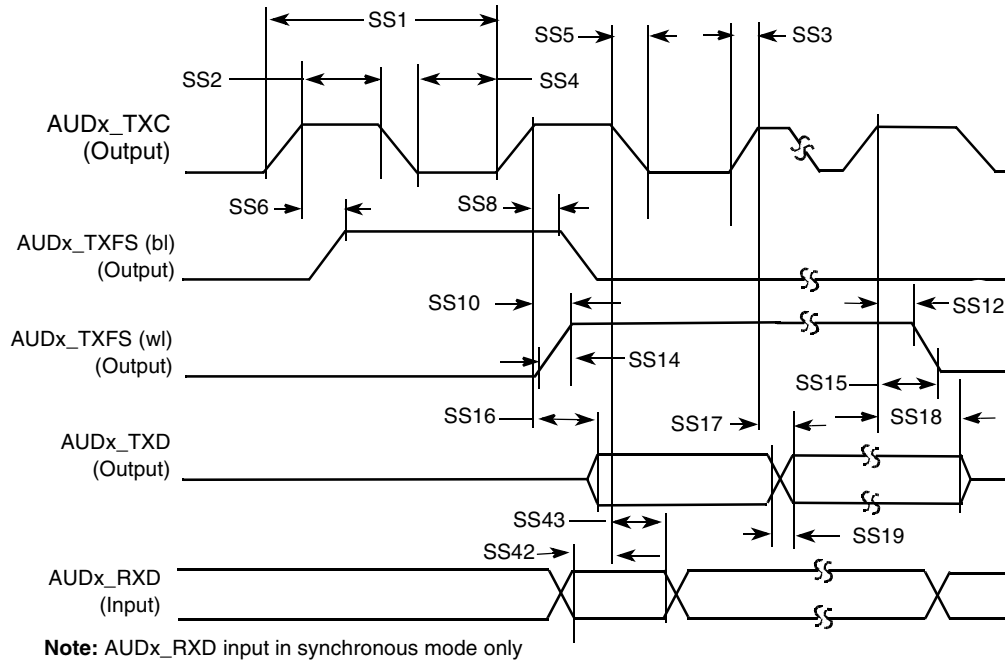 SS1
SS5
SS3
SS2
SS4
AUDx_TXC
(Output)
SS6
SS8
AUDx_TXFS (bl)
(Output)
SS10
SS12
AUDx_TXFS (wl)
(Output)
SS14
SS15
SS16
SS17
SS18
AUDx_TXD
(Output)
SS43
SS19
SS42
AUDx_RXD
(Input)
Note: AUDx_RXD input in synchronous mode only